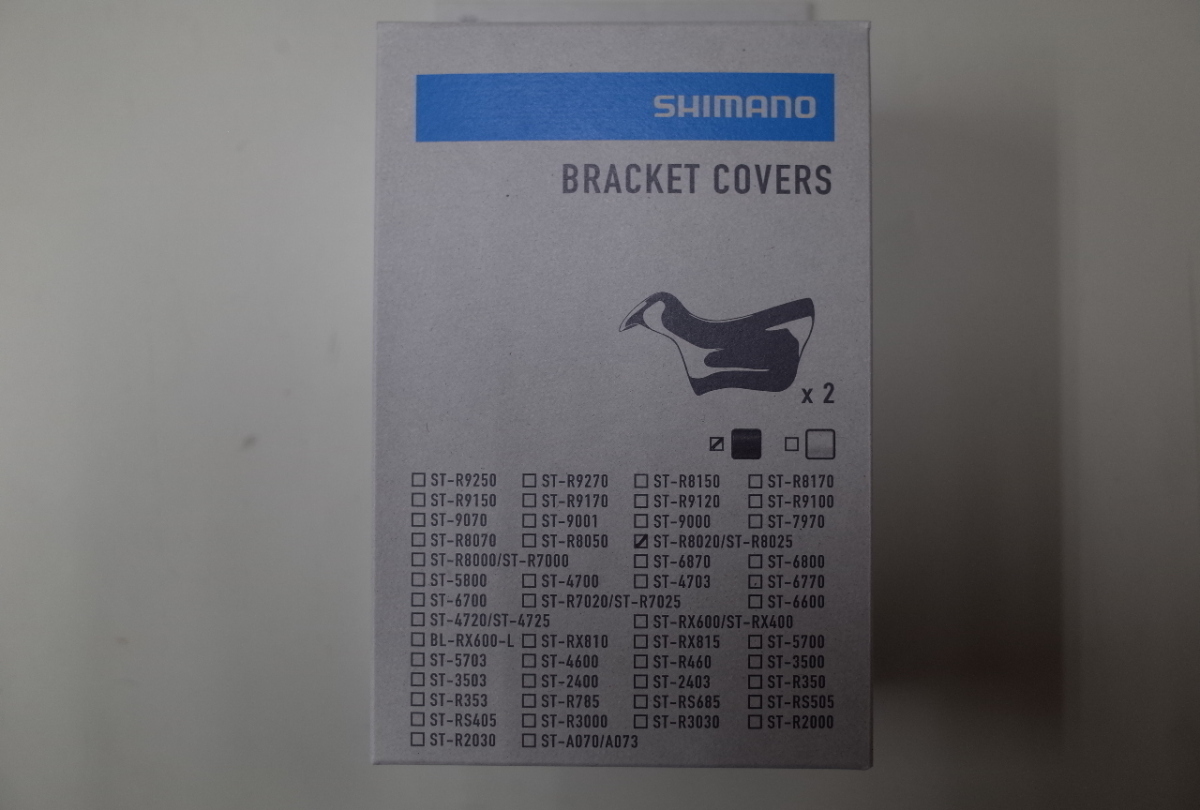 SHIMANO
BRACKET COVERS
x 2
ST-R9250 ST-R9270 ST-R8150 ST-R8170
ST-R9150 ST-R9170 ST-R9120 ST-R9100
ST-9070 ST-9001 ST-9000 ST-7970
ST-R8070 ST-R8050 ST-R8020/ST-R8025
ST-R8000/ST-R7000 ST-6870 ST-6800
ST-5800 ST-4700 ST-4703 ST-6770
ST-6700 ST-R7020/ST-R7025 ST-6600
ST-4720/ST-4725 ST-RX600/ST-RX400
BL-RX600-L ST-RX810 ST-RX815 ST-5700
ST-5703 ST-4600 ST-R460 ST-3500
ST-3503 ST-2400 ST-2403 ST-R350
ST-R353 ST-R785 ST-RS685 ST-RS505
ST-RS405 ST-R3000 ST-R3030 ST-R2000
ST-R2030 ST-A070/A073